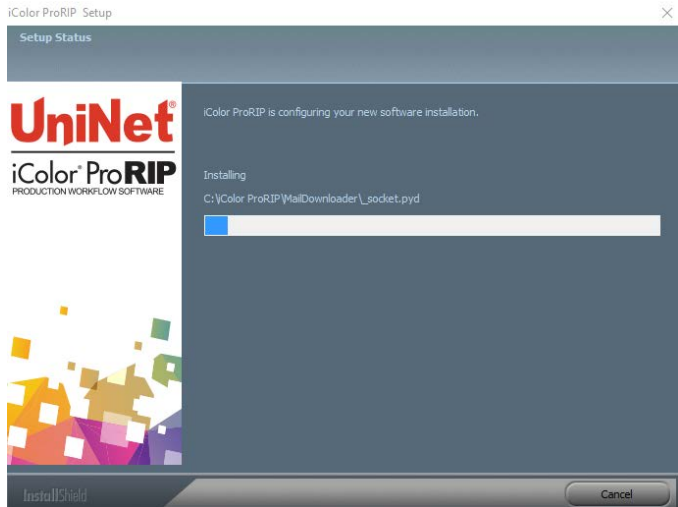 iColor ProRIP Setup
Setup Status
UniNet®
iColor® ProRIP
PRODUCTION WORKFLOW SOFTWARE
iColor ProRIP is configuring your new software installation.
Installing
C:\iColor ProRIP\MailDownloader\_socket.pyd
InstallShield
Cancel